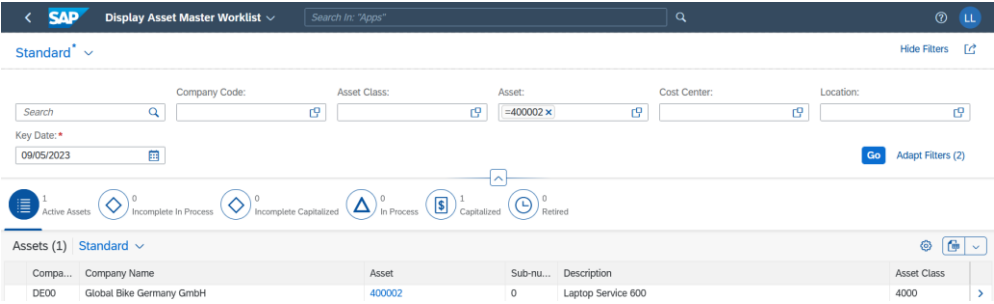 SAP Display Asset Master Worklist Search In: "Apps" LL
Standard* Hide Filters
Company Code: Asset Class: Asset: Cost Center: Location:
Search =400002
Key Date:*
09/05/2023 Go Adapt Filters (2)
1 0 0 0 1 0
Active Assets Incomplete In Process Incomplete Capitalized In Process $ Capitalized Retired
Assets (1) Standard
Compa... Company Name Asset Sub-nu... Description Asset Class
DE00 Global Bike Germany GmbH 400002 0 Laptop Service 600 4000